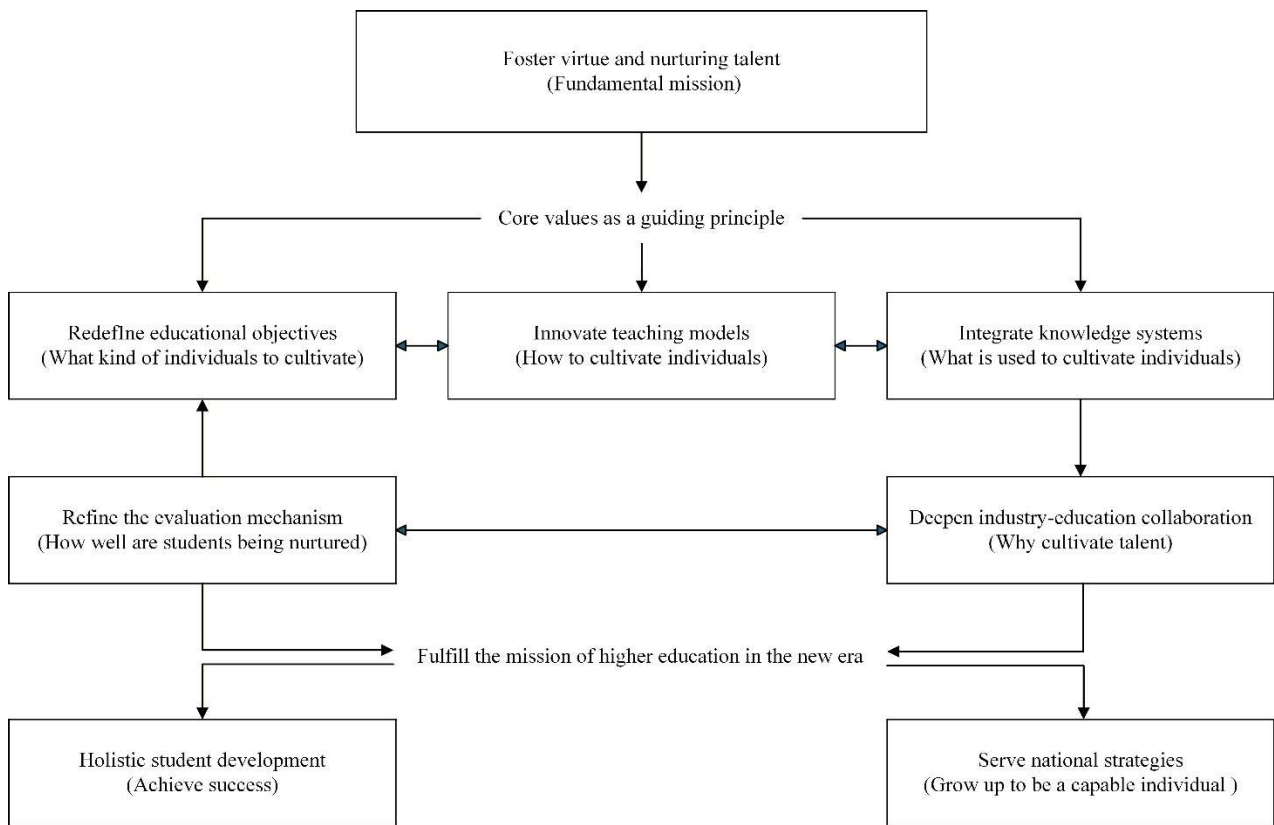 Foster virtue and nurturing talent
(Fundamental mission)
Core values as a guiding principle
RedefIne educational objectives
(What kind of individuals to cultivate)
Innovate teaching models
(How to cultivate individuals)
Integrate knowledge systems
(What is used to cultivate individuals)
Refine the evaluation mechanism
(How well are students being nurtured)
Deepen industry-education collaboration
(Why cultivate talent)
Fulfill the mission of higher education in the new era
Holistic student development
(Achieve success)
Serve national strategies
(Grow up to be a capable individual )